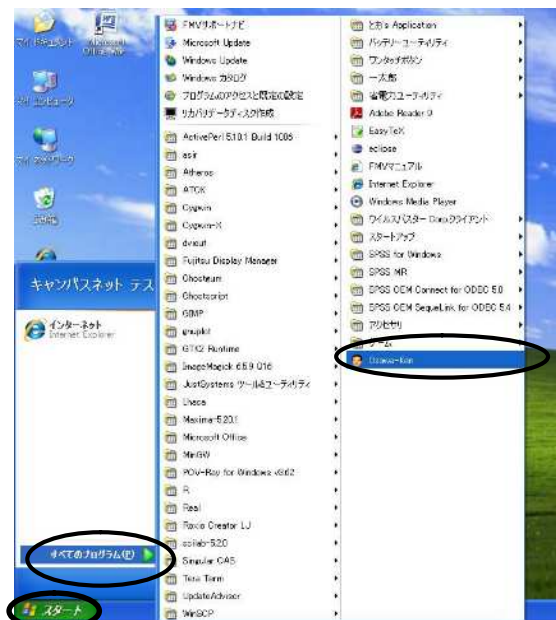 マイ ドキュメント
Microsoft
マイ コンピュータ
マイ ネットワーク
ごみ箱
キャンパスネット テス
インターネット
Internet Explorer
すべてのプログラム(P)
スタート
FMVサポートナビ
Microsoft Update
Windows Update
Windows カタログ
プログラムのアクセスと既定の設定
リカバリデータディスク作成
ActivePerl 5.10.1 Build 1006
asir
Atheros
ATOK
Cygwin
Cygwin-X
dviout
Fujitsu Display Manager
Ghostgum
Ghostscript
GIMP
gnuplot
GTK2 Runtime
ImageMagick 6.5.9 Q16
JustSystems ツール&ユーティリティ
Lhaca
Maxima-5.20.1
Microsoft Office
MinGW
POV-Ray for Windows v3.62
R
Real
Roxio Creator LJ
scilab-5.2.0
Singular CAS
Tera Term
UpdateAdvisor
WinSCP
とお's Application
バッテリーユーティリティ
ワンタッチボタン
一太郎
省電力ユーティリティ
Adobe Reader 9
EasyTeX
eclipse
FMVマニュアル
Internet Explorer
Windows Media Player
ウイルスバスター Corp.クライアント
スタートアップ
SPSS for Windows
SPSS MR
SPSS OEM Connect for ODBC 5.0
SPSS OEM SequeLink for ODBC 5.4
アクセサリ
ゲーム
Ozawa-Ken